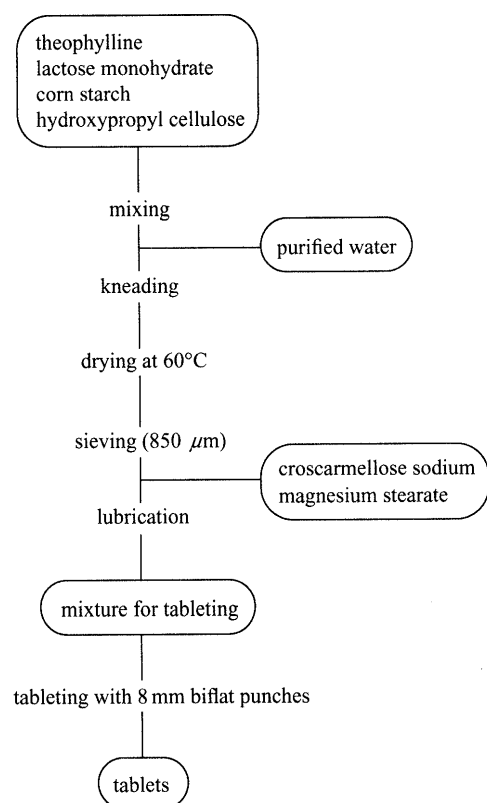 theophylline
lactose monohydrate
corn starch
hydroxypropyl cellulose
mixing
purified water
kneading
drying at 60°C
sieving (850 μm)
croscarmellose sodium
magnesium stearate
lubrication
mixture for tableting
tableting with 8 mm biflat punches
tablets